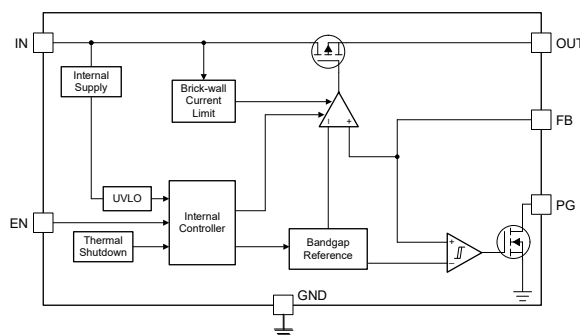 IN
OUT
Internal
Supply
Brick-wall
Current
Limit
FB
UVLO
Internal
Controller
PG
EN
Thermal
Shutdown
Bandgap
Reference
GND